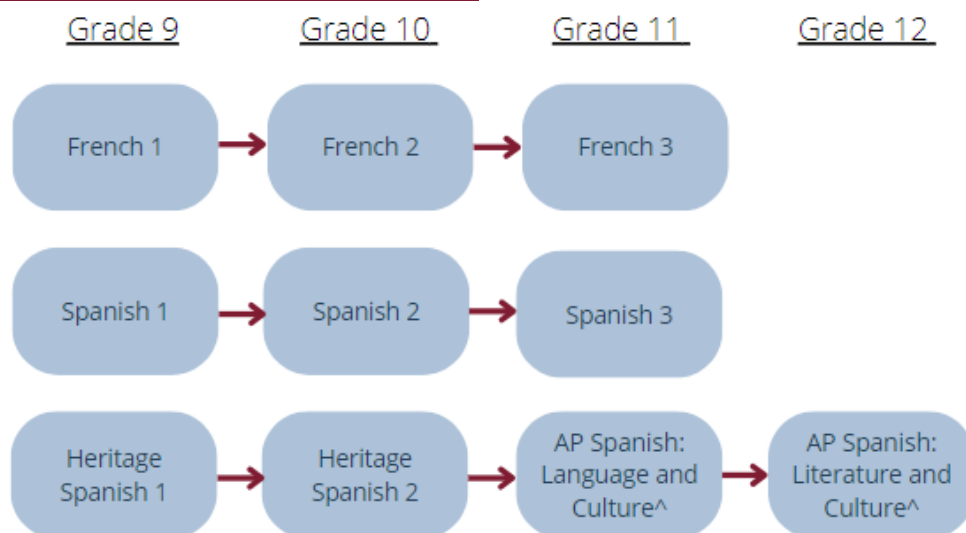 Grade 9 Grade 10 Grade 11 Grade 12
French 1 French 2 French 3
Spanish 1 Spanish 2 Spanish 3
Heritage
Spanish 1
Heritage
Spanish 2
AP Spanish:
Language and
Culture^
AP Spanish:
Literature and
Culture^